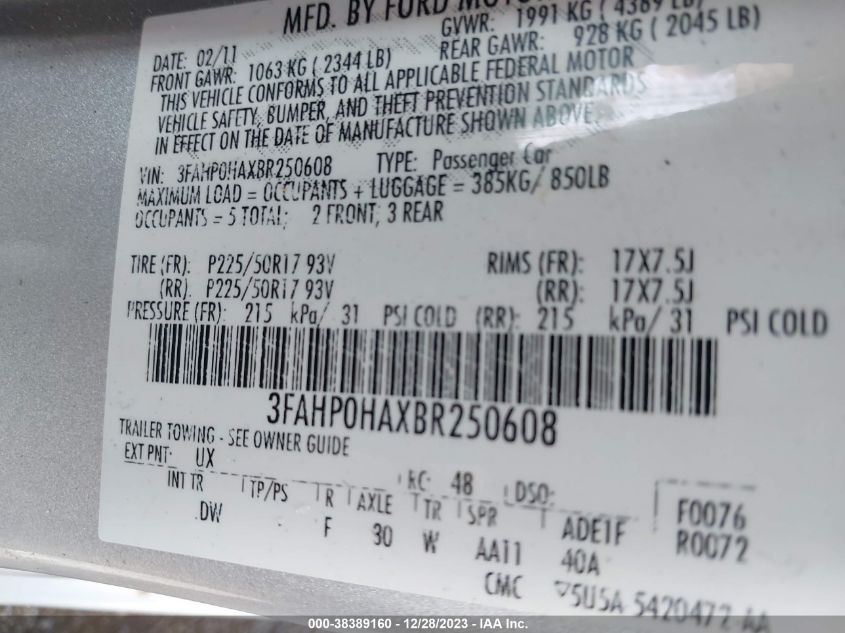 MFD. BY FORD MOTOR
DATE: 02/11 GVWR: 1991 KG ( 4389 LB)
FRONT GAWR: 1063 KG ( 2344 LB) REAR GAWR: 928 KG ( 2045 LB)
THIS VEHICLE CONFORMS TO ALL APPLICABLE FEDERAL MOTOR
VEHICLE SAFETY, BUMPER, AND THEFT PREVENTION STANDARDS
IN EFFECT ON THE DATE OF MANUFACTURE SHOWN ABOVE.
VIN: 3FAHP0HAXBR250608 TYPE: Passenger Car
MAXIMUM LOAD = OCCUPANTS + LUGGAGE = 385KG/ 850LB
OCCUPANTS = 5 TOTAL; 2 FRONT, 3 REAR
TIRE (FR): P225/50R17 93V RIMS (FR): 17X7.5J
(RR). P225/50R17 93V (RR): 17X7.5J
PRESSURE (FR): 215 kPa/ 31 PSI COLD (RR): 215 kPa/ 31 PSI COLD
3FAHP0HAXBR250608
TRAILER TOWING - SEE OWNER GUIDE
EXT PNT: UX RC: 48 DSO: F0076
INT TR TP/PS R AXLE TR SPR ADE1F R0072
DW F 30 W AA11 40A
CMC 5U5A 5420472 AA
000-38389160 - 12/28/2023 - IAA Inc.